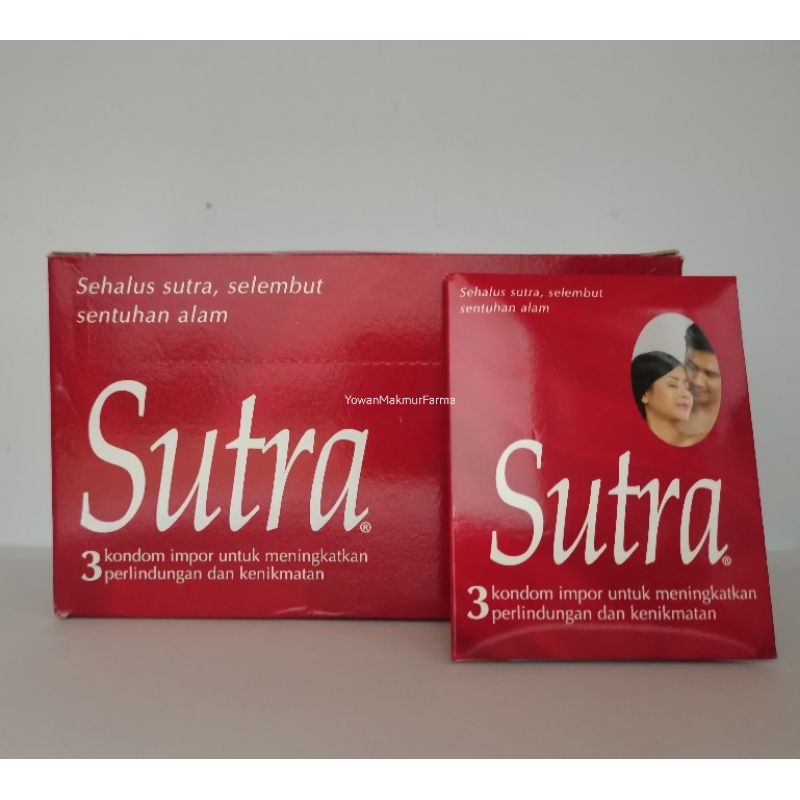 Sehalus sutra, selembut
sentuhan alam
YowanMakmurFarma
Sutra®
3 kondom impor untuk meningkatkan
perlindungan dan kenikmatan
Sehalus sutra, selembut
sentuhan alam
Sutra®
3 kondom impor untuk meningkatkan
perlindungan dan kenikmatan